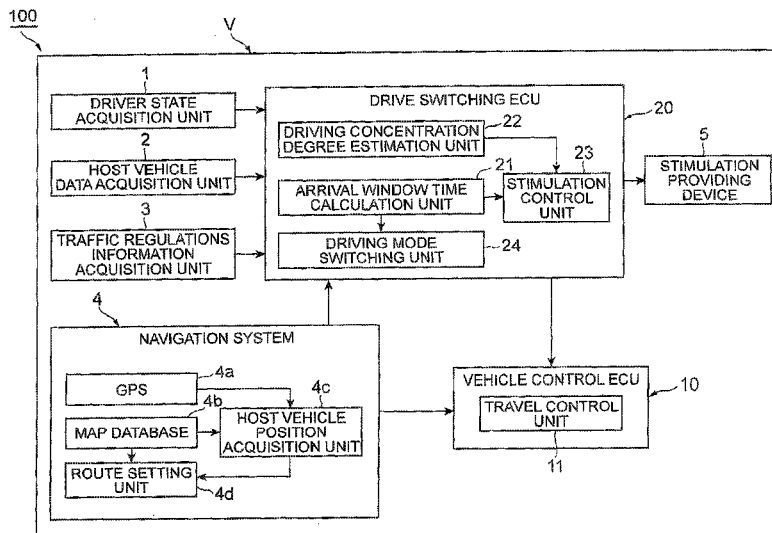 100
V
1
DRIVER STATE
ACQUISITION UNIT
2
HOST VEHICLE
DATA ACQUISITION UNIT
3
TRAFFIC REGULATIONS
INFORMATION
ACQUISITION UNIT
DRIVE SWITCHING ECU
20
DRIVING CONCENTRATION
DEGREE ESTIMATION UNIT
22
21
ARRIVAL WINDOW TIME
CALCULATION UNIT
23
STIMULATION
CONTROL
UNIT
DRIVING MODE
SWITCHING UNIT
24
5
STIMULATION
PROVIDING
DEVICE
4
NAVIGATION SYSTEM
4a
GPS
4b
MAP DATABASE
4c
HOST VEHICLE
POSITION
ACQUISITION UNIT
ROUTE SETTING
UNIT
4d
VEHICLE CONTROL ECU
10
TRAVEL CONTROL
UNIT
11